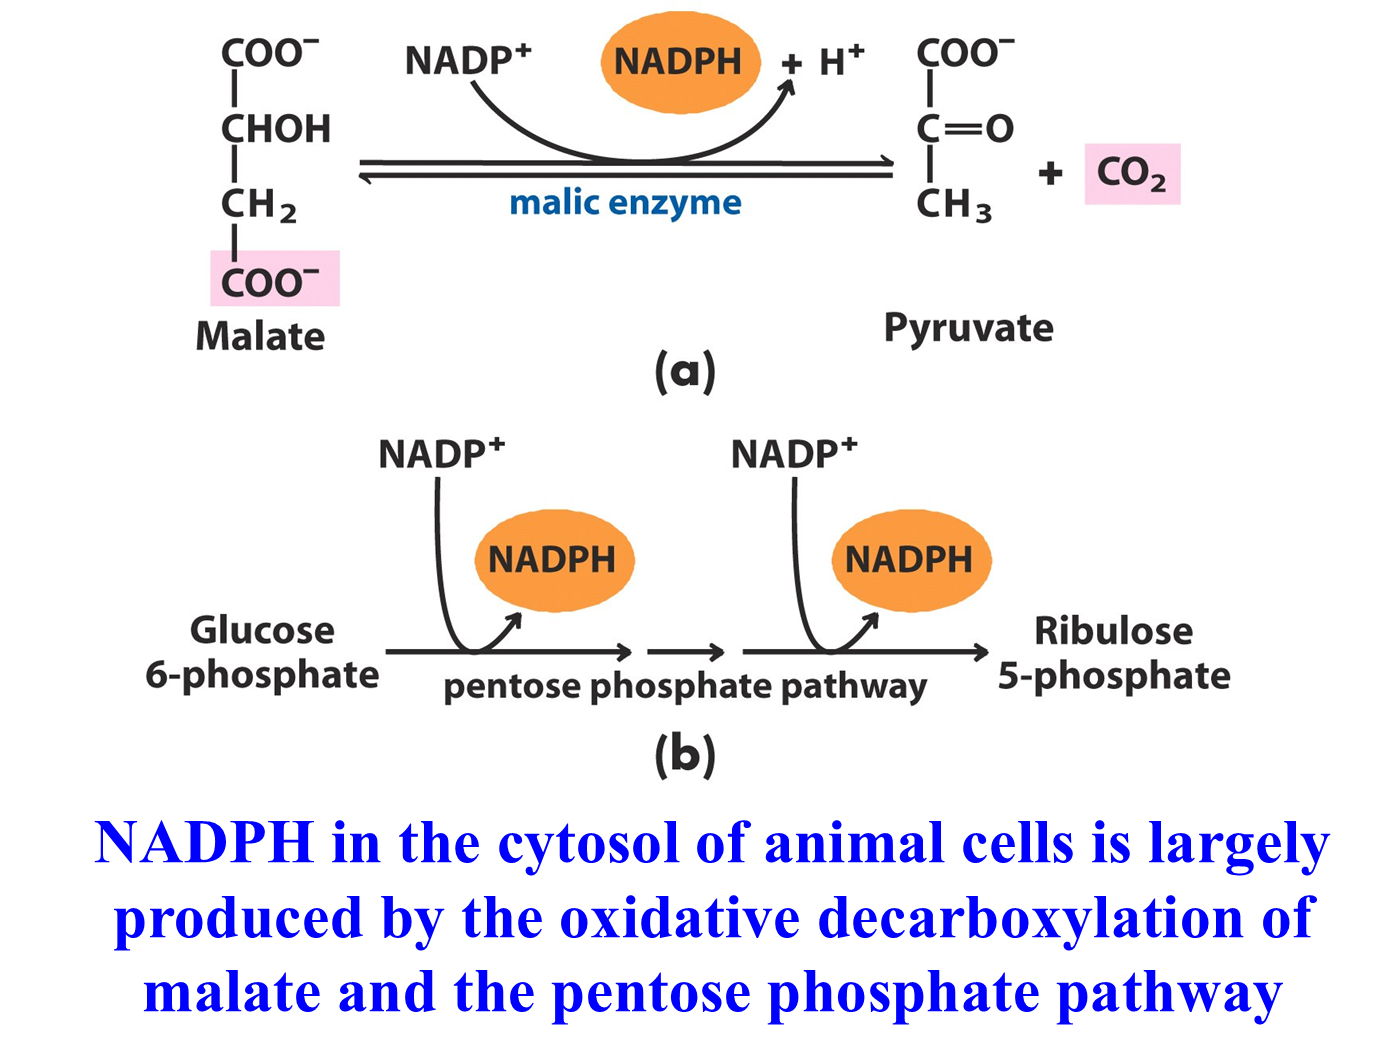 COO⁻ NADP⁺ NADPH + H⁺ COO⁻
CHOH C=O
malic enzyme + CO₂
CH₂ CH₃
COO⁻
Malate Pyruvate
(a)
NADP⁺ NADP⁺
NADPH NADPH
Glucose Ribulose
6-phosphate pentose phosphate pathway 5-phosphate
(b)
NADPH in the cytosol of animal cells is largely
produced by the oxidative decarboxylation of
malate and the pentose phosphate pathway